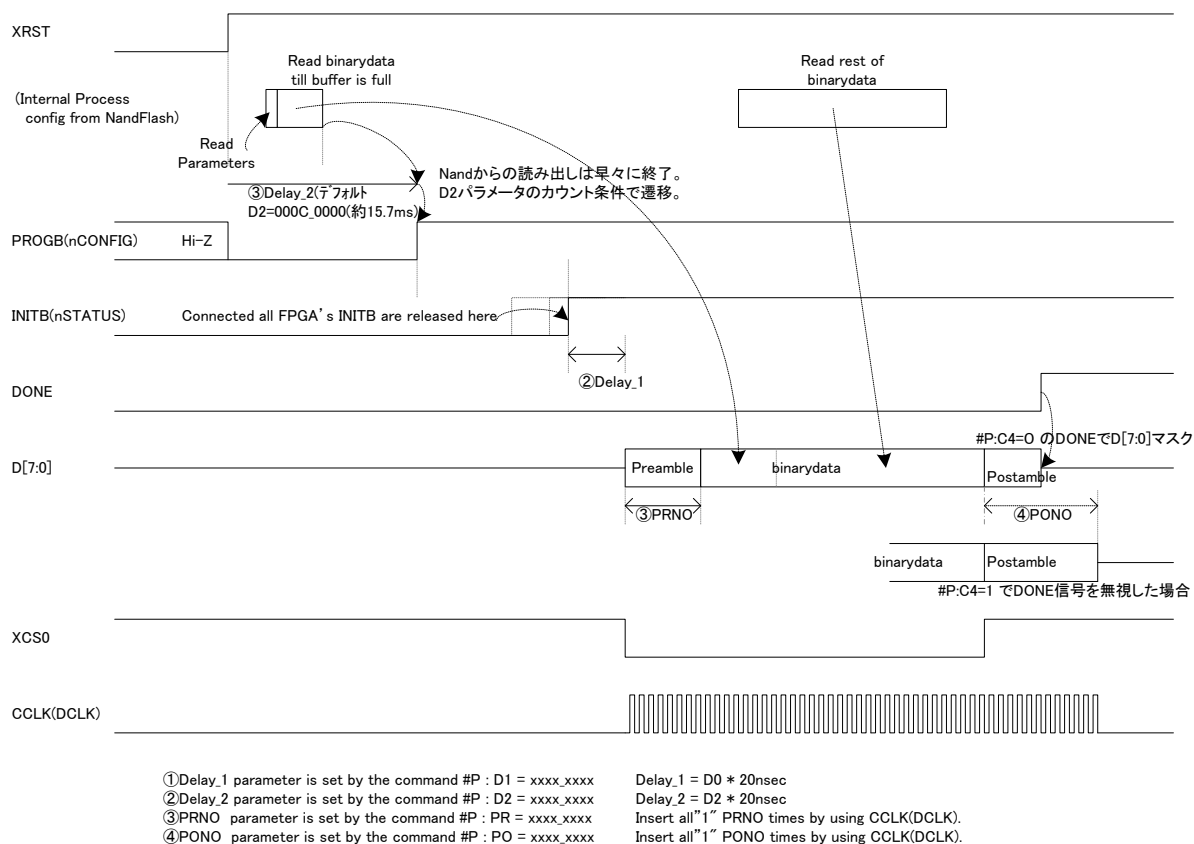 XRST
Read binarydata
till buffer is full
Read rest of
binarydata
(Internal Process
config from NandFlash)
Read
Parameters
Nandからの読み出しは早々に終了。
D2パラメータのカウント条件で遷移。
③Delay_2(デフォルト
D2=000C_0000(約15.7ms)
PROGB(nCONFIG)
Hi-Z
INITB(nSTATUS)
Connected all FPGA's INITB are released here
②Delay_1
DONE
#P:C4=0 のDONEでD[7:0]マスク
D[7:0]
Preamble
binarydata
Postamble
③PRNO
④PONO
binarydata
Postamble
#P:C4=1 でDONE信号を無視した場合
XCS0
CCLK(DCLK)
①Delay_1 parameter is set by the command #P : D1 = xxxx_xxxx Delay_1 = D0 * 20nsec
②Delay_2 parameter is set by the command #P : D2 = xxxx_xxxx Delay_2 = D2 * 20nsec
③PRNO parameter is set by the command #P : PR = xxxx_xxxx Insert all"1" PRNO times by using CCLK(DCLK).
④PONO parameter is set by the command #P : PO = xxxx_xxxx Insert all"1" PONO times by using CCLK(DCLK).